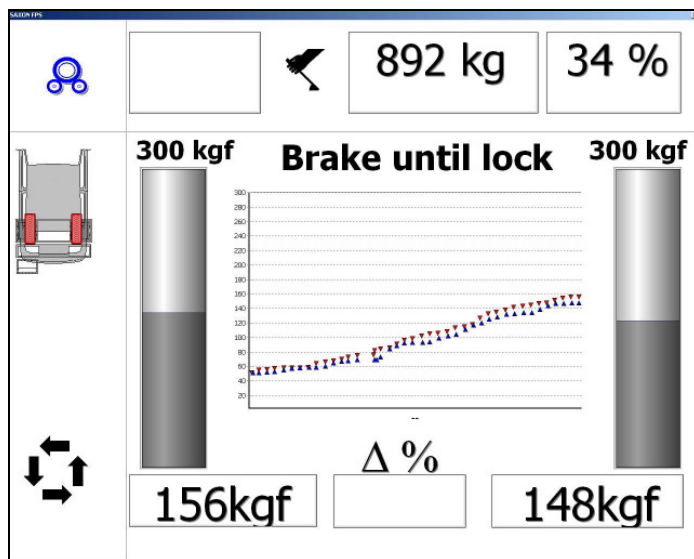 SAXON FPS
892 kg
34 %
300 kgf
Brake until lock
300 kgf
300
280
260
240
220
200
180
160
140
120
100
80
60
40
20
--
Δ %
156kgf
148kgf